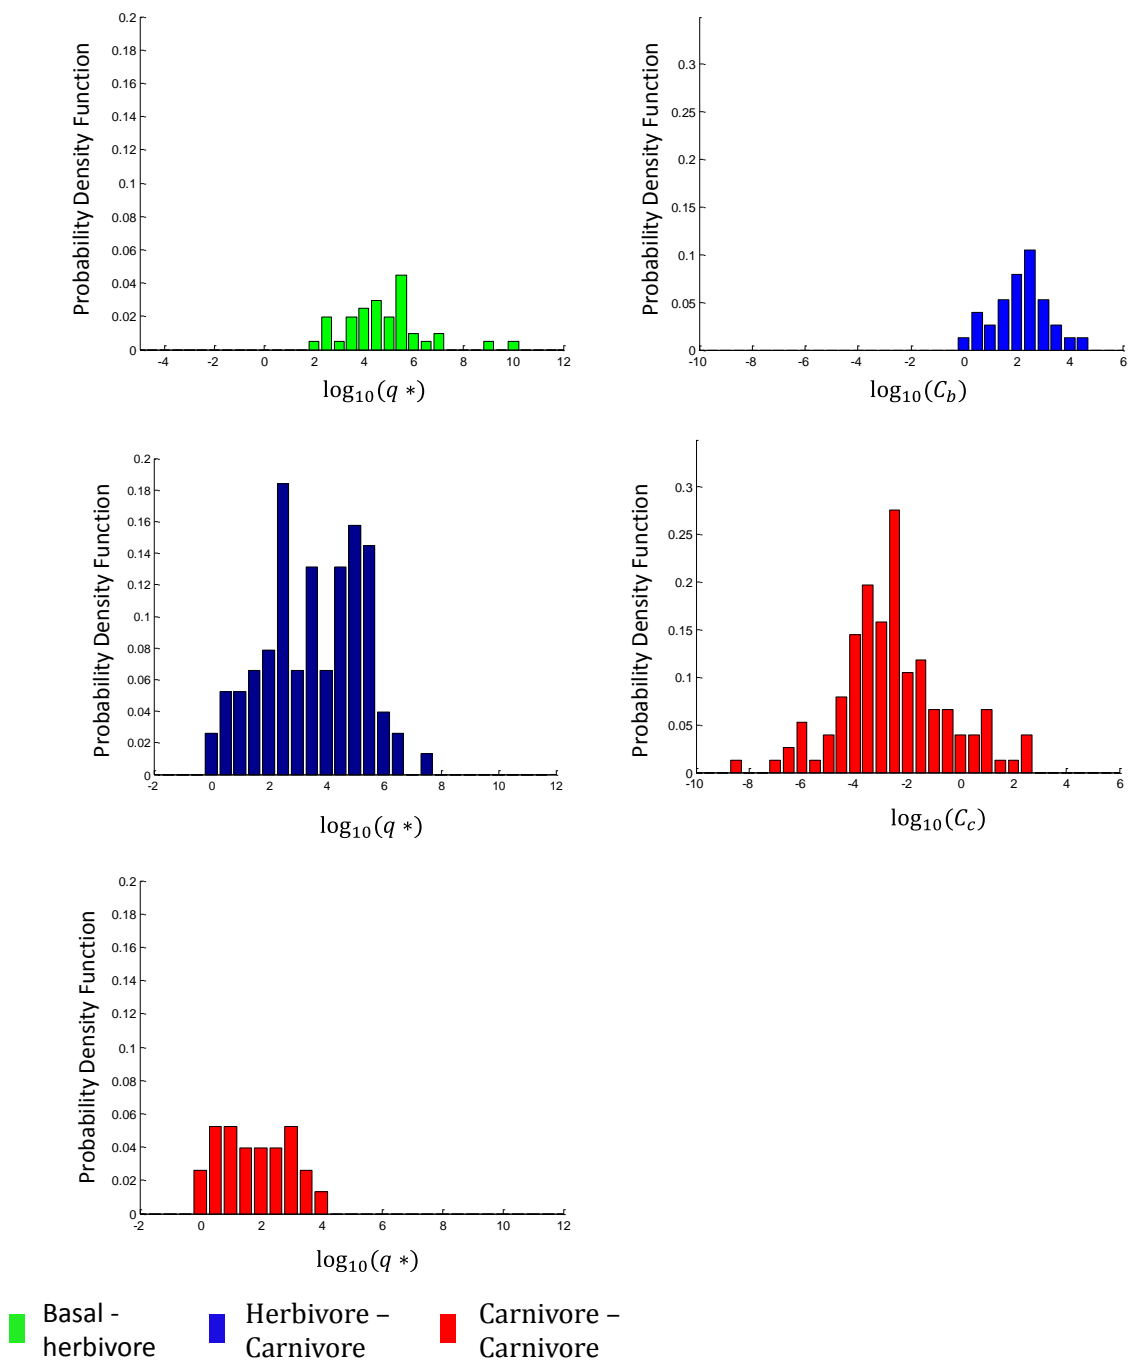 Probability Density Function
0.2
0.18
0.16
0.14
0.12
0.1
0.08
0.06
0.04
0.02
0
-4 -2 0 2 4 6 8 10 12
log₁₀(q *)
Probability Density Function
0.3
0.25
0.2
0.15
0.1
0.05
0
-10 -8 -6 -4 -2 0 2 4 6
log₁₀(C_b)
Probability Density Function
0.2
0.18
0.16
0.14
0.12
0.1
0.08
0.06
0.04
0.02
0
-2 0 2 4 6 8 10 12
log₁₀(q *)
Probability Density Function
0.3
0.25
0.2
0.15
0.1
0.05
0
-10 -8 -6 -4 -2 0 2 4 6
log₁₀(C_c)
Probability Density Function
0.2
0.18
0.16
0.14
0.12
0.1
0.08
0.06
0.04
0.02
0
-2 0 2 4 6 8 10 12
log₁₀(q *)
Basal -
herbivore
Herbivore –
Carnivore
Carnivore –
Carnivore